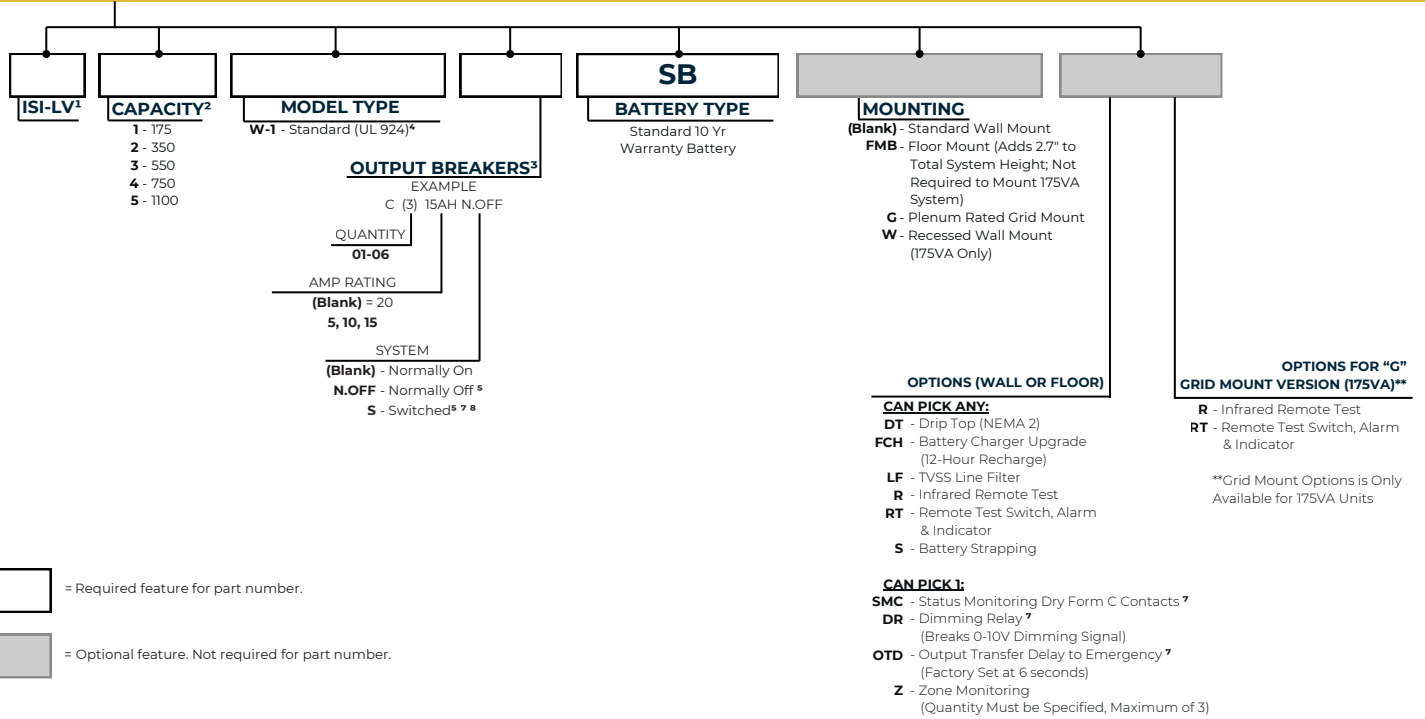 SB
ISI-LV¹
CAPACITY²
1 - 175
2 - 350
3 - 550
4 - 750
5 - 1100
MODEL TYPE
W-1 - Standard (UL 924)⁴
OUTPUT BREAKERS³
EXAMPLE
C (3) 15AH N.OFF
QUANTITY
01-06
AMP RATING
(Blank) = 20
5, 10, 15
SYSTEM
(Blank) - Normally On
N.OFF - Normally Off ⁵
S - Switched⁵ ⁷ ⁸
BATTERY TYPE
Standard 10 Yr
Warranty Battery
MOUNTING
(Blank) - Standard Wall Mount
FMB - Floor Mount (Adds 2.7" to
Total System Height; Not
Required to Mount 175VA
System)
G - Plenum Rated Grid Mount
W - Recessed Wall Mount
(175VA Only)
OPTIONS (WALL OR FLOOR)
CAN PICK ANY:
DT - Drip Top (NEMA 2)
FCH - Battery Charger Upgrade
(12-Hour Recharge)
LF - TVSS Line Filter
R - Infrared Remote Test
RT - Remote Test Switch, Alarm
& Indicator
S - Battery Strapping
CAN PICK 1:
SMC - Status Monitoring Dry Form C Contacts ⁷
DR - Dimming Relay ⁷
(Breaks 0-10V Dimming Signal)
OTD - Output Transfer Delay to Emergency ⁷
(Factory Set at 6 seconds)
Z - Zone Monitoring
(Quantity Must be Specified, Maximum of 3)
OPTIONS FOR “G”
GRID MOUNT VERSION (175VA)**
R - Infrared Remote Test
RT - Remote Test Switch, Alarm
& Indicator
**Grid Mount Options is Only
Available for 175VA Units
= Required feature for part number.
= Optional feature. Not required for part number.